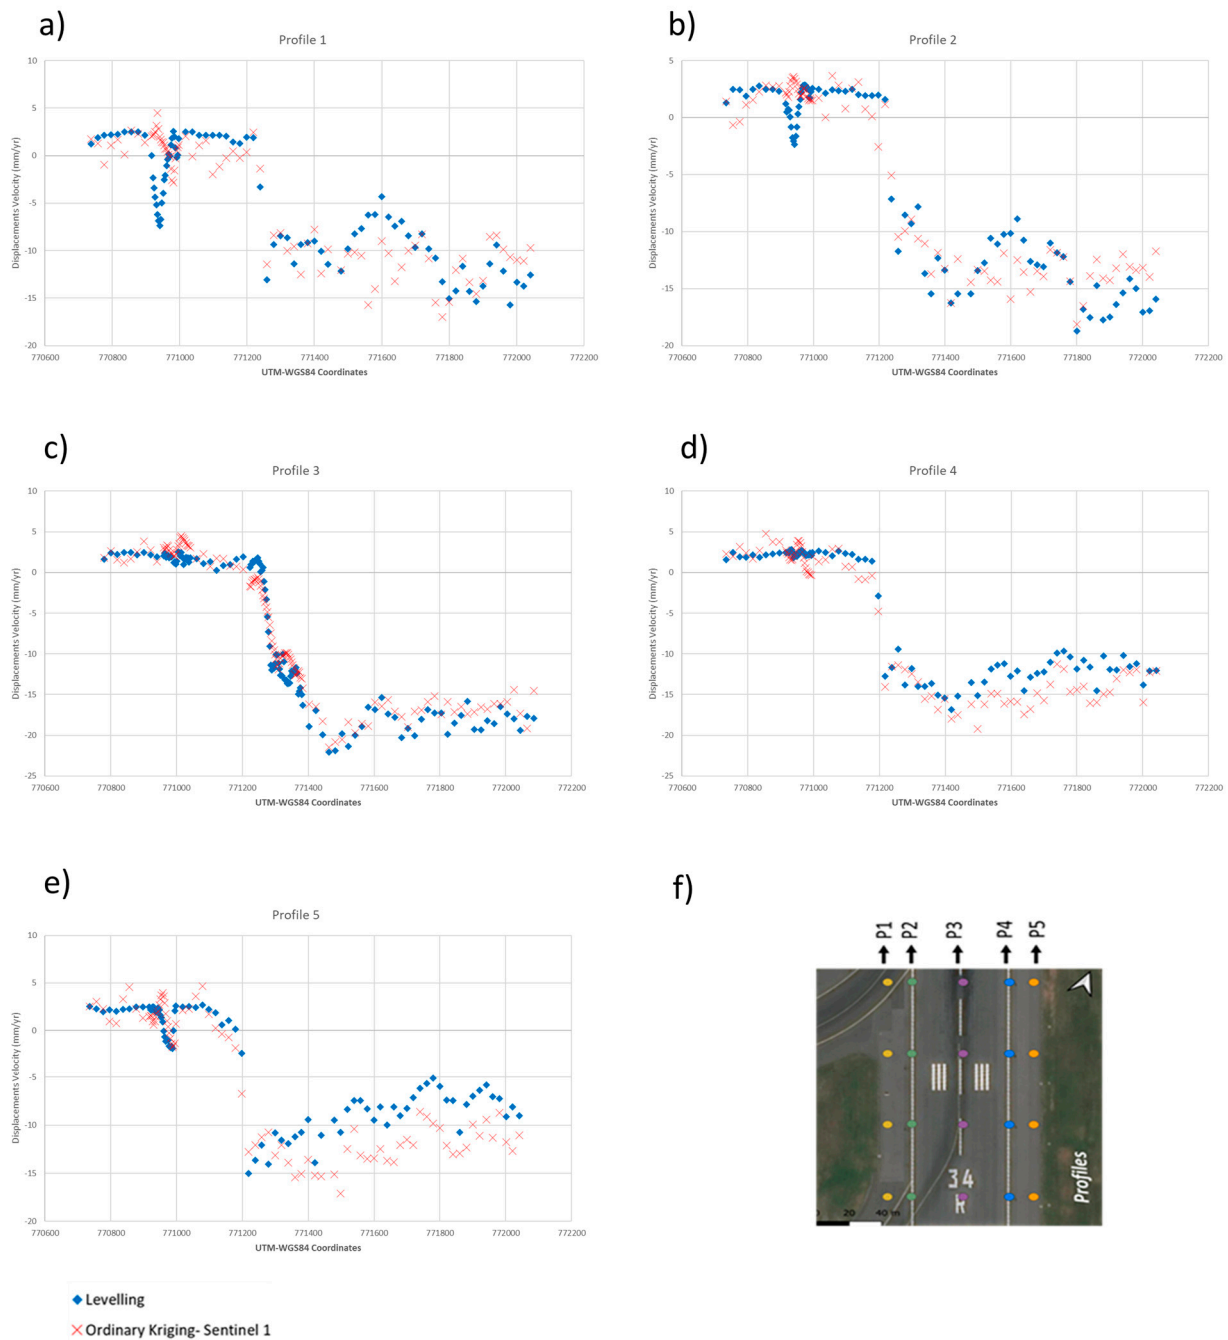 a)
Profile 1
10
5
0
-5
-10
-15
-20
Displacements Velocity (mm/yr)
770600 770800 771000 771200 771400 771600 771800 772000 772200
UTM-WGS84 Coordinates
b)
Profile 2
5
0
-5
-10
-15
-20
Displacements Velocity (mm/yr)
770600 770800 771000 771200 771400 771600 771800 772000 772200
UTM-WGS84 Coordinates
c)
Profile 3
10
5
0
-5
-10
-15
-20
-25
Displacements Velocity (mm/yr)
770600 770800 771000 771200 771400 771600 771800 772000 772200
UTM-WGS84 Coordinates
d)
Profile 4
10
5
0
-5
-10
-15
-20
-25
Displacements Velocity (mm/yr)
770600 770800 771000 771200 771400 771600 771800 772000 772200
UTM-WGS84 Coordinates
e)
Profile 5
10
5
0
-5
-10
-15
-20
Displacements Velocity (mm/yr)
770600 770800 771000 771200 771400 771600 771800 772000 772200
UTM-WGS84 Coordinates
f)
P1 P2 P3 P4 P5
34
R
Profiles
0 20 40 m
Levelling
Ordinary Kriging- Sentinel 1